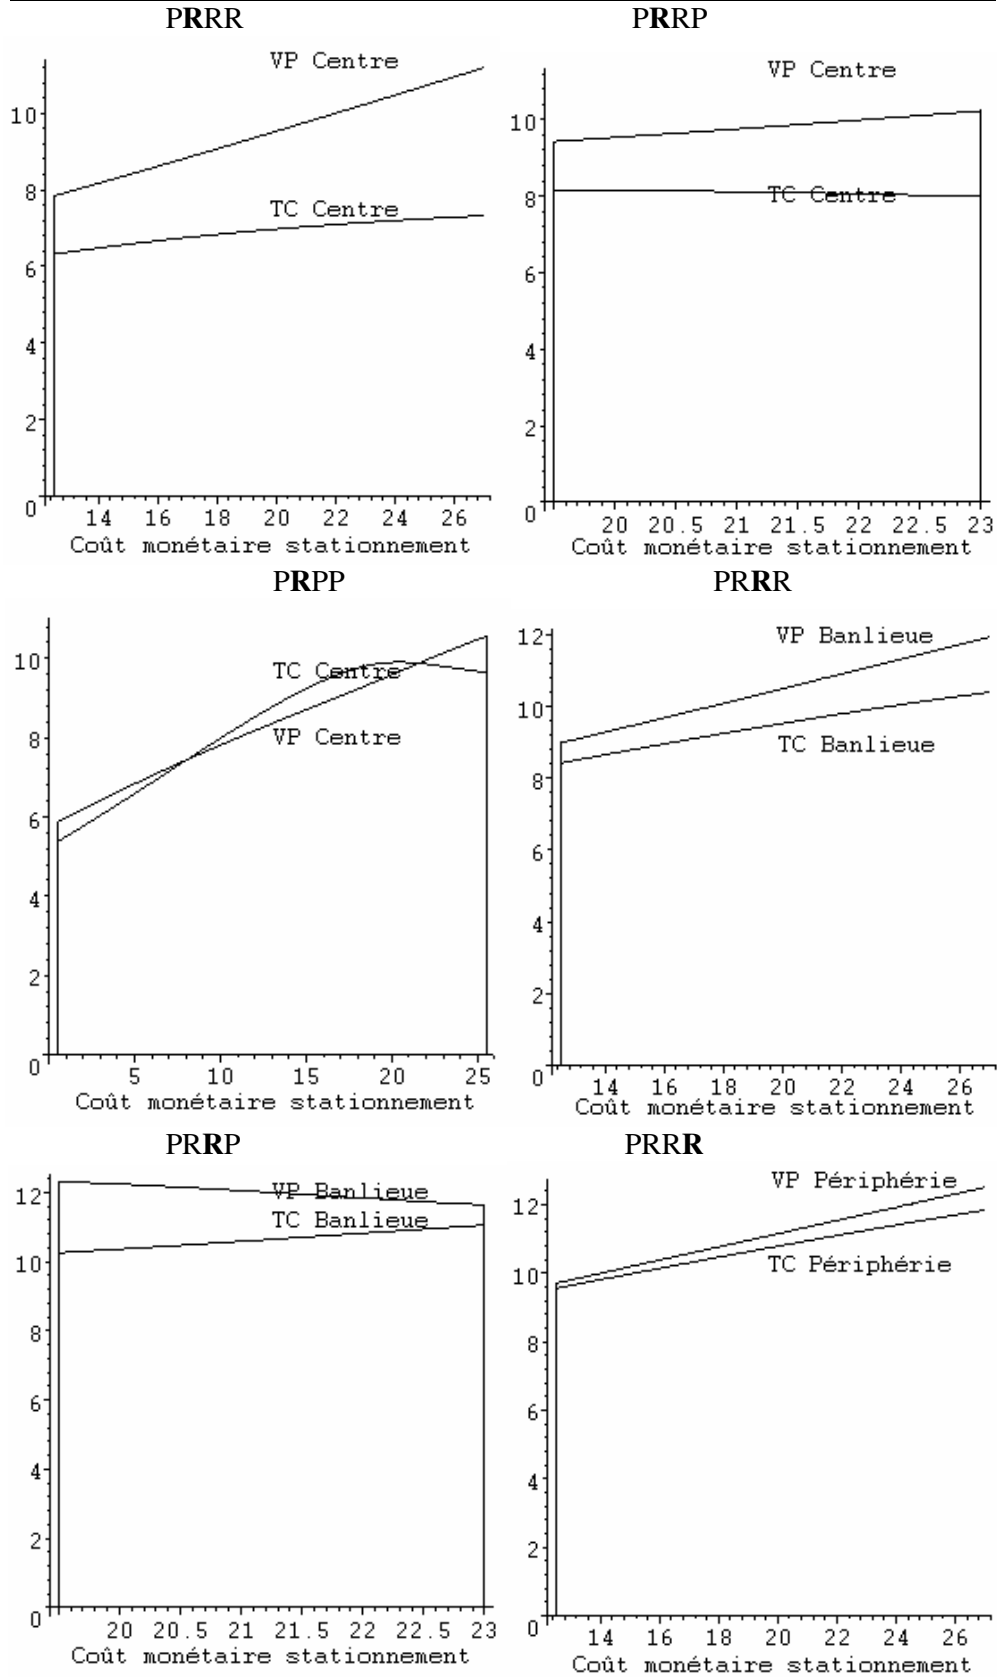 PRRR
PRRP
VP Centre
10
8
TC Centre
6
4
2
0
14 16 18 20 22 24 26
Coût monétaire stationnement
VP Centre
10
8
TC Centre
6
4
2
0
20 20.5 21 21.5 22 22.5 23
Coût monétaire stationnement
PRPP
PRRR
10
TC Centre
8
VP Centre
6
4
2
0
5 10 15 20 25
Coût monétaire stationnement
12
VP Banlieue
10
TC Banlieue
8
6
4
2
0
14 16 18 20 22 24 26
Coût monétaire stationnement
PRRP
PRRR
12
VP Banlieue
TC Banlieue
10
8
6
4
2
0
20 20.5 21 21.5 22 22.5 23
Coût monétaire stationnement
VP Périphérie
12
TC Périphérie
10
8
6
4
2
0
14 16 18 20 22 24 26
Coût monétaire stationnement